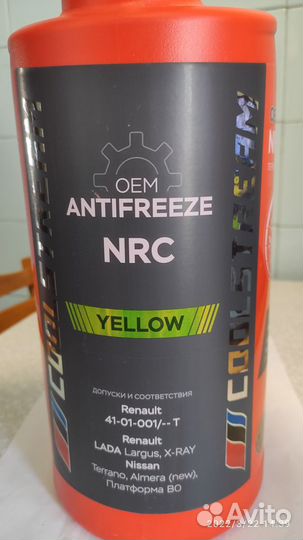 OEM
ANTIFREEZE
NRC
YELLOW
ДОПУСКИ И СООТВЕТСТВИЯ
Renault
41-01-001/-- T
Renault
LADA Largus, X-RAY
Nissan
Terrano, Almera (new),
Платформа B0
COOLSTREAM
COOLSTREAM
Avito